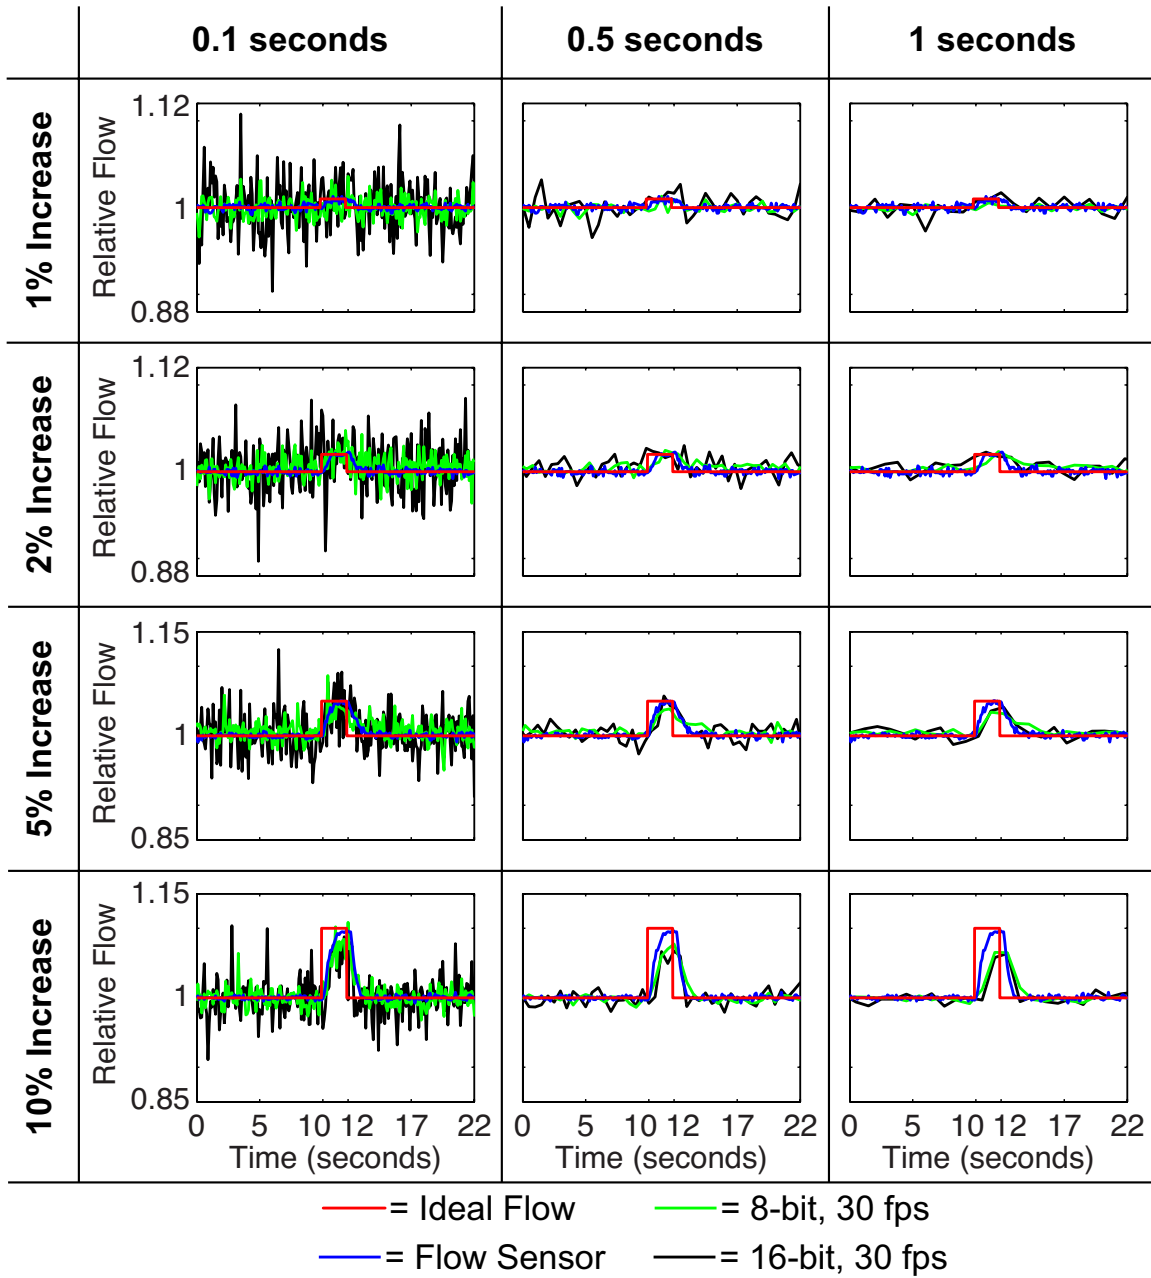 0.1 seconds 0.5 seconds 1 seconds
1% Increase
Relative Flow
1.12
1
0.88
2% Increase
Relative Flow
1.12
1
0.88
5% Increase
Relative Flow
1.15
1
0.85
10% Increase
Relative Flow
1.15
1
0.85
0 5 10 12 17 22 0 5 10 12 17 22 0 5 10 12 17 22
Time (seconds) Time (seconds) Time (seconds)
= Ideal Flow = 8-bit, 30 fps
= Flow Sensor = 16-bit, 30 fps